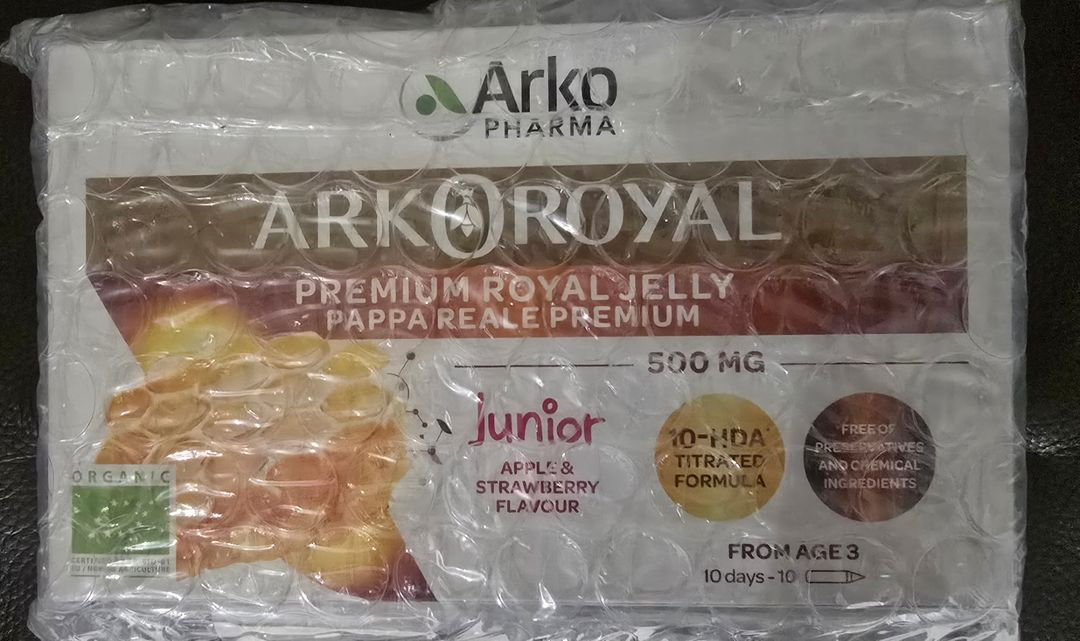 Arko
PHARMA
ARKOROYAL
PREMIUM ROYAL JELLY
PAPPA REALE PREMIUM
500 MG
Junior
APPLE &
STRAWBERRY
FLAVOUR
10-HDA
TITRATED
FORMULA
FREE OF
PRESERVATIVES
AND CHEMICAL
INGREDIENTS
ORGANIC
FROM AGE 3
10 days - 10